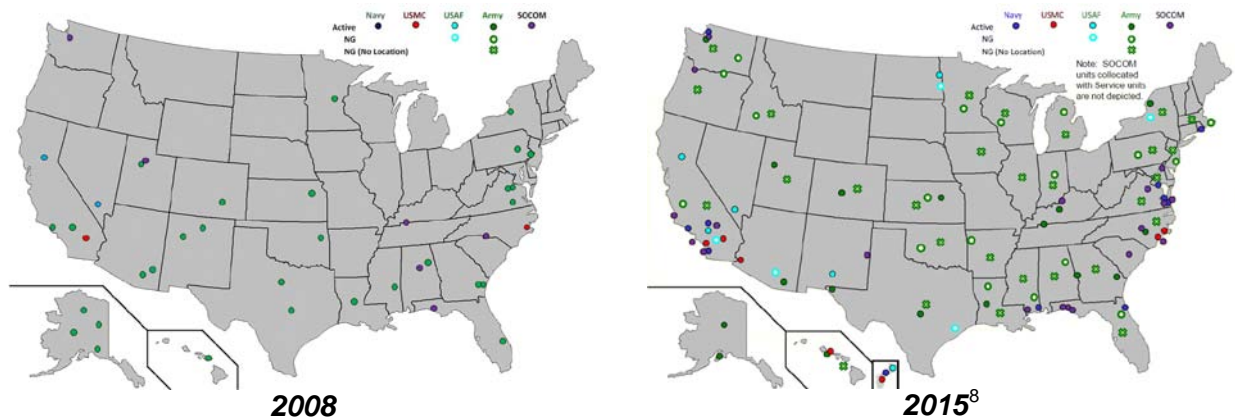 Navy USMC USAF Army SOCOM
Active
NG
NG (No Location)
2008
Navy USMC USAF Army SOCOM
Active
NG
NG (No Location)
Note: SOCOM
units collocated
with Service units
are not depicted.
2015⁸